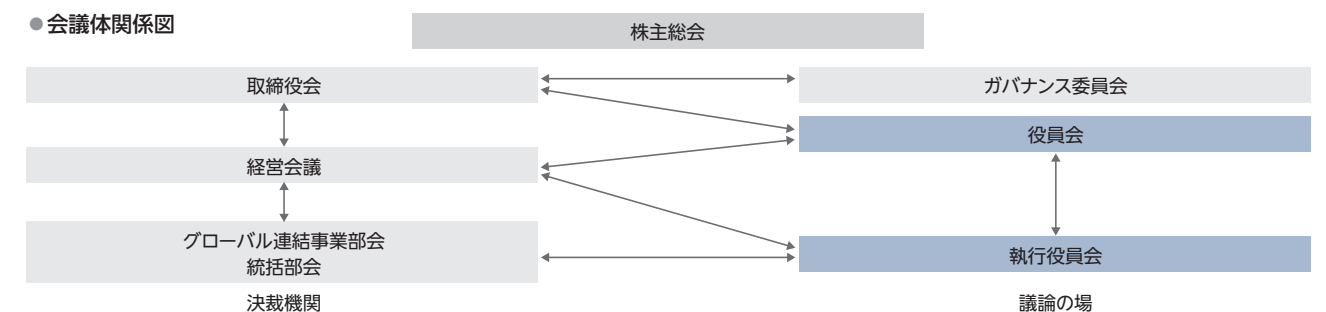 ●会議体関係図
株主総会
取締役会
ガバナンス委員会
役員会
経営会議
グローバル連結事業部会
統括部会
執行役員会
決裁機関
議論の場